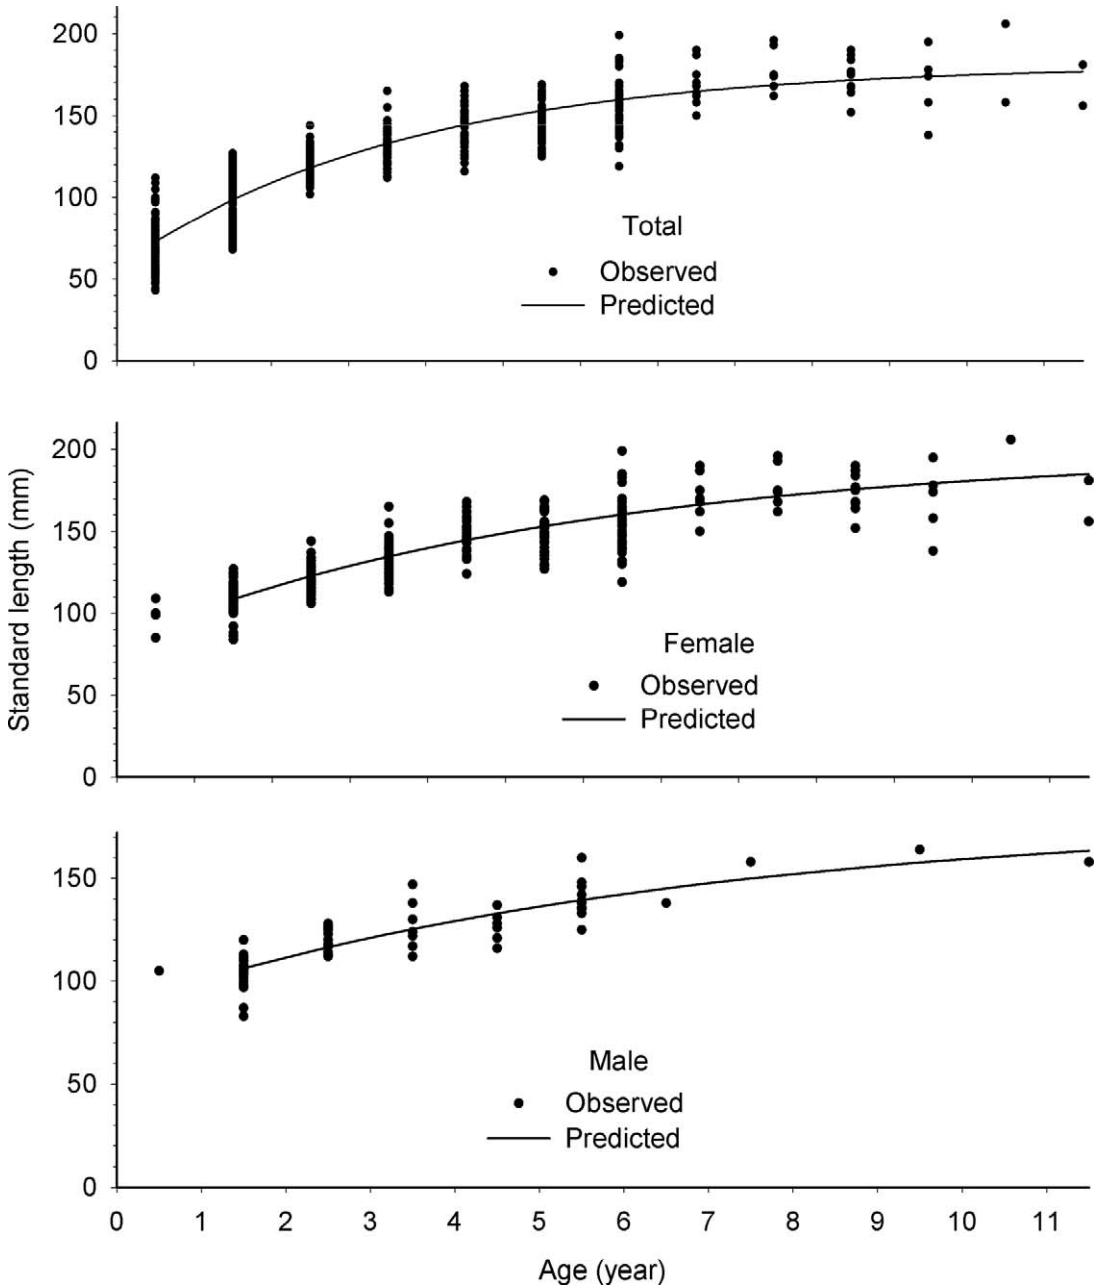 200
150
100
50
0
Total
Observed
Predicted
Standard length (mm)
200
150
100
50
0
Female
Observed
Predicted
150
100
50
0
Male
Observed
Predicted
0 1 2 3 4 5 6 7 8 9 10 11
Age (year)